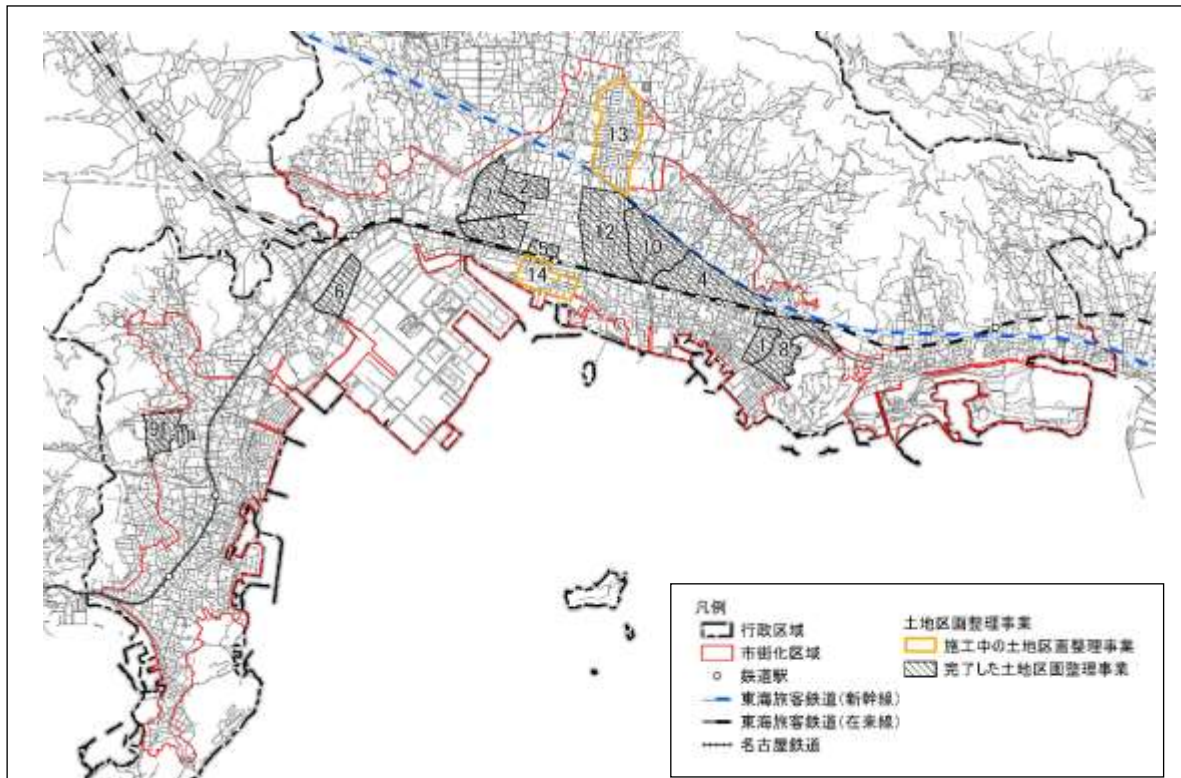 13
2
3
5
12
10
14
4
6
1
8
9
凡例
行政区域
市街化区域
鉄道駅
東海旅客鉄道(新幹線)
東海旅客鉄道(在来線)
名古屋鉄道
土地区画整理事業
施工中の土地区画整理事業
完了した土地区画整理事業